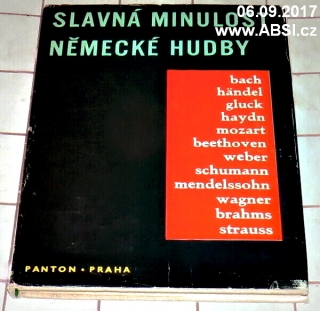 06.09.2017
www.ABSI.cz
SLAVNÁ MINULOST
NĚMECKÉ HUDBY
bach
händel
gluck
haydn
mozart
beethoven
weber
schumann
mendelssohn
wagner
brahms
strauss
PANTON • PRAHA